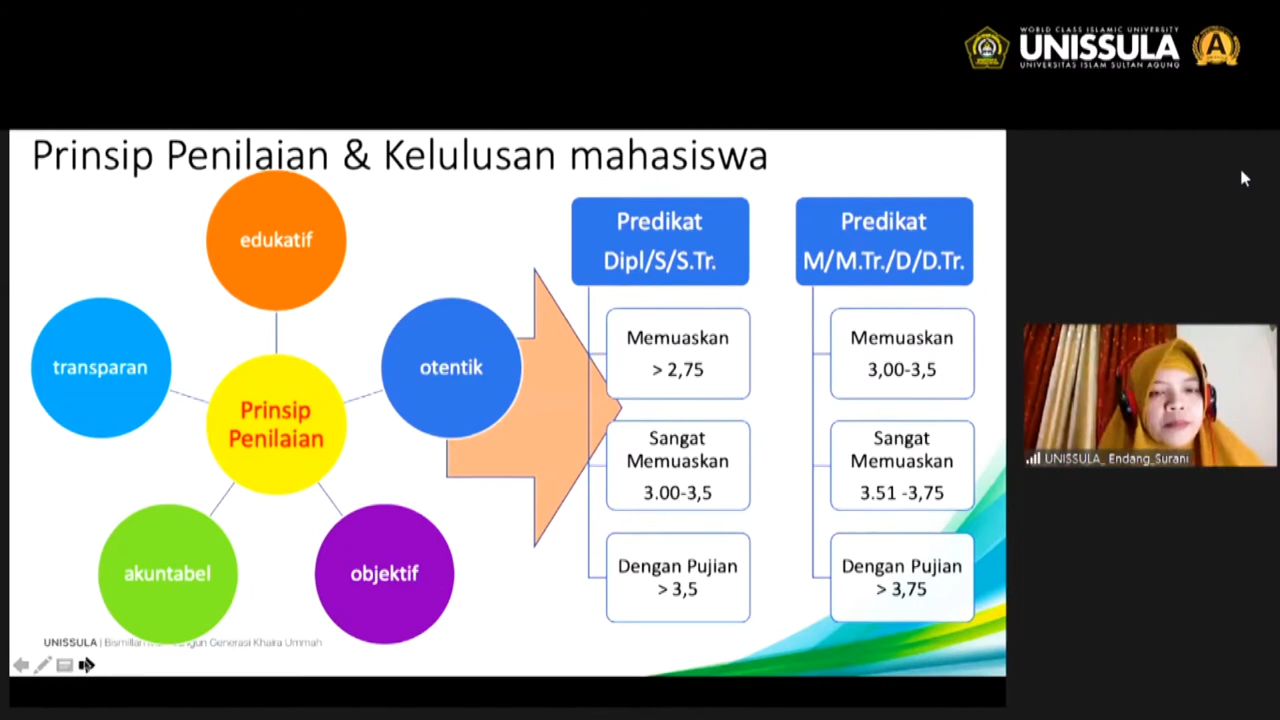 WORLD CLASS ISLAMIC UNIVERSITY
UNISSULA
UNIVERSITAS ISLAM SULTAN AGUNG
A
Prinsip Penilaian & Kelulusan mahasiswa
edukatif
transparan
otentik
Prinsip
Penilaian
akuntabel
objektif
Predikat
Dipl/S/S.Tr.
Memuaskan
> 2,75
Sangat
Memuaskan
3.00-3,5
Dengan Pujian
> 3,5
Predikat
M/M.Tr./D/D.Tr.
Memuaskan
3,00-3,5
Sangat
Memuaskan
3.51 -3,75
Dengan Pujian
> 3,75
UNISSULA | Generasi Khaira Ummah
UNISSULA_ Endang_Surani